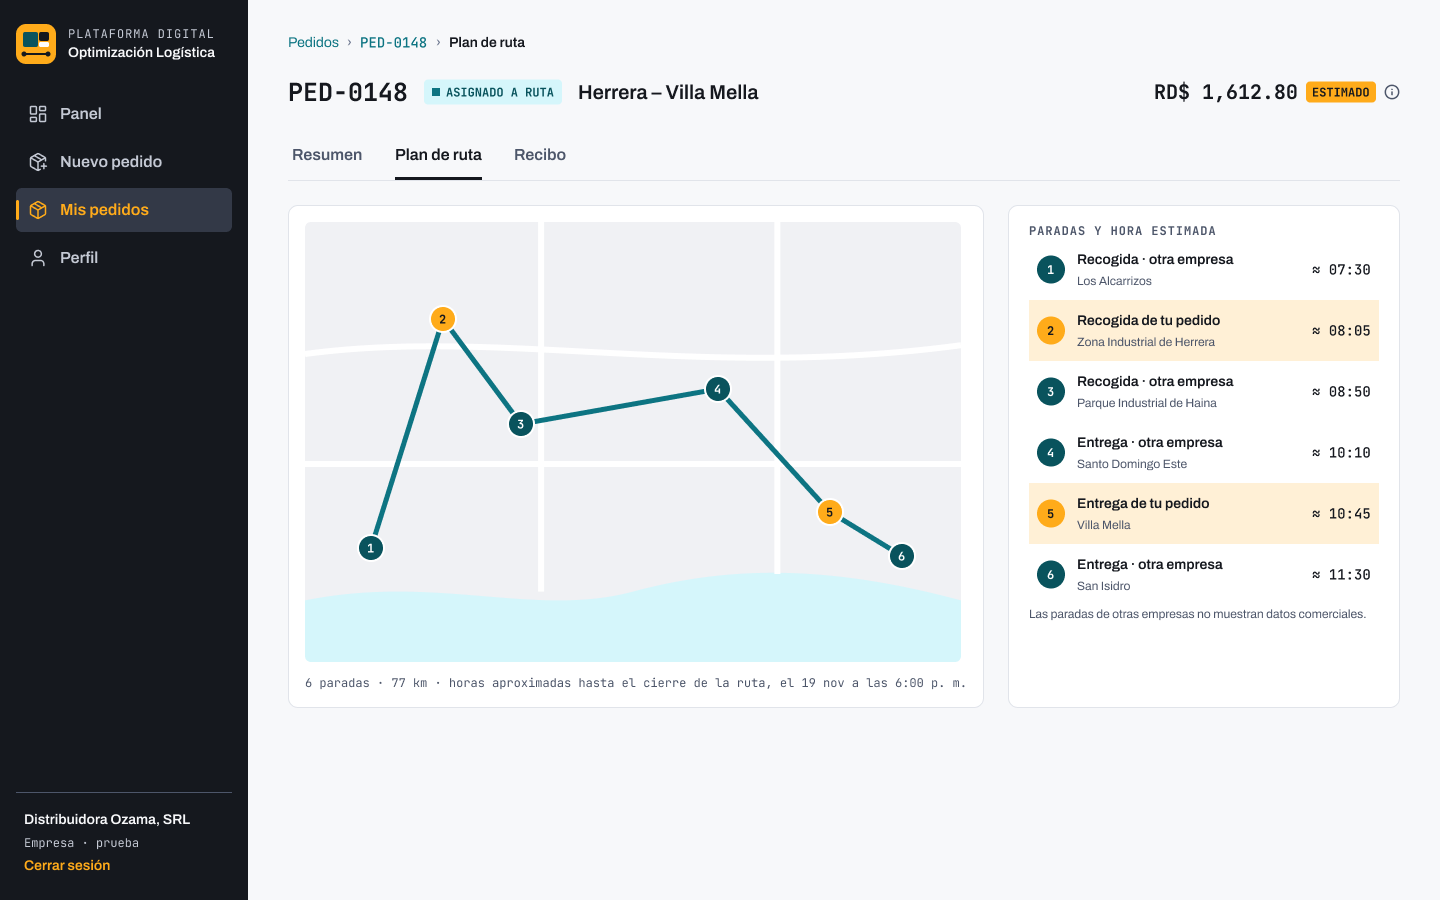 PLATAFORMA DIGITAL
Optimización Logística
Panel
Nuevo pedido
Mis pedidos
Perfil
Distribuidora Ozama, SRL
Empresa · prueba
Cerrar sesión
Pedidos › PED-0148 › Plan de ruta
PED-0148 ASIGNADO A RUTA Herrera – Villa Mella
RD$ 1,612.80 ESTIMADO
Resumen Plan de ruta Recibo
2
4
3
5
1
6
6 paradas · 77 km · horas aproximadas hasta el cierre de la ruta, el 19 nov a las 6:00 p. m.
PARADAS Y HORA ESTIMADA
1 Recogida · otra empresa ≈ 07:30
Los Alcarrizos
2 Recogida de tu pedido ≈ 08:05
Zona Industrial de Herrera
3 Recogida · otra empresa ≈ 08:50
Parque Industrial de Haina
4 Entrega · otra empresa ≈ 10:10
Santo Domingo Este
5 Entrega de tu pedido ≈ 10:45
Villa Mella
6 Entrega · otra empresa ≈ 11:30
San Isidro
Las paradas de otras empresas no muestran datos comerciales.